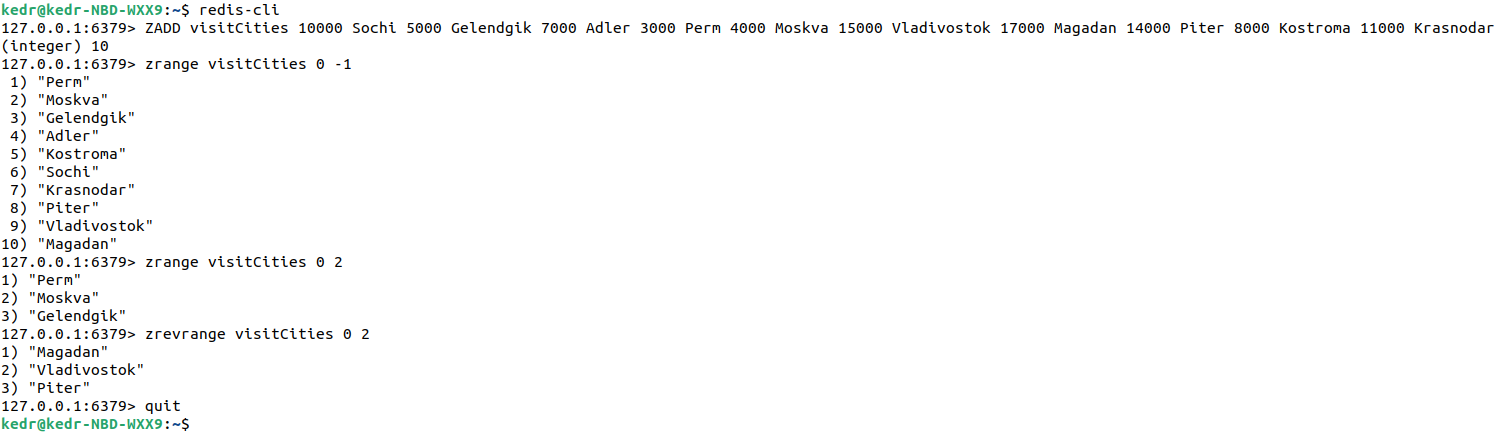 kedr@kedr-NBD-WXX9:~$ redis-cli
127.0.0.1:6379> ZADD visitCities 10000 Sochi 5000 Gelendgik 7000 Adler 3000 Perm 4000 Moskva 15000 Vladivostok 17000 Magadan 14000 Piter 8000 Kostroma 11000 Krasnodar
(integer) 10
127.0.0.1:6379> zrange visitCities 0 -1
 1) "Perm"
 2) "Moskva"
 3) "Gelendgik"
 4) "Adler"
 5) "Kostroma"
 6) "Sochi"
 7) "Krasnodar"
 8) "Piter"
 9) "Vladivostok"
10) "Magadan"
127.0.0.1:6379> zrange visitCities 0 2
1) "Perm"
2) "Moskva"
3) "Gelendgik"
127.0.0.1:6379> zrevrange visitCities 0 2
1) "Magadan"
2) "Vladivostok"
3) "Piter"
127.0.0.1:6379> quit
kedr@kedr-NBD-WXX9:~$